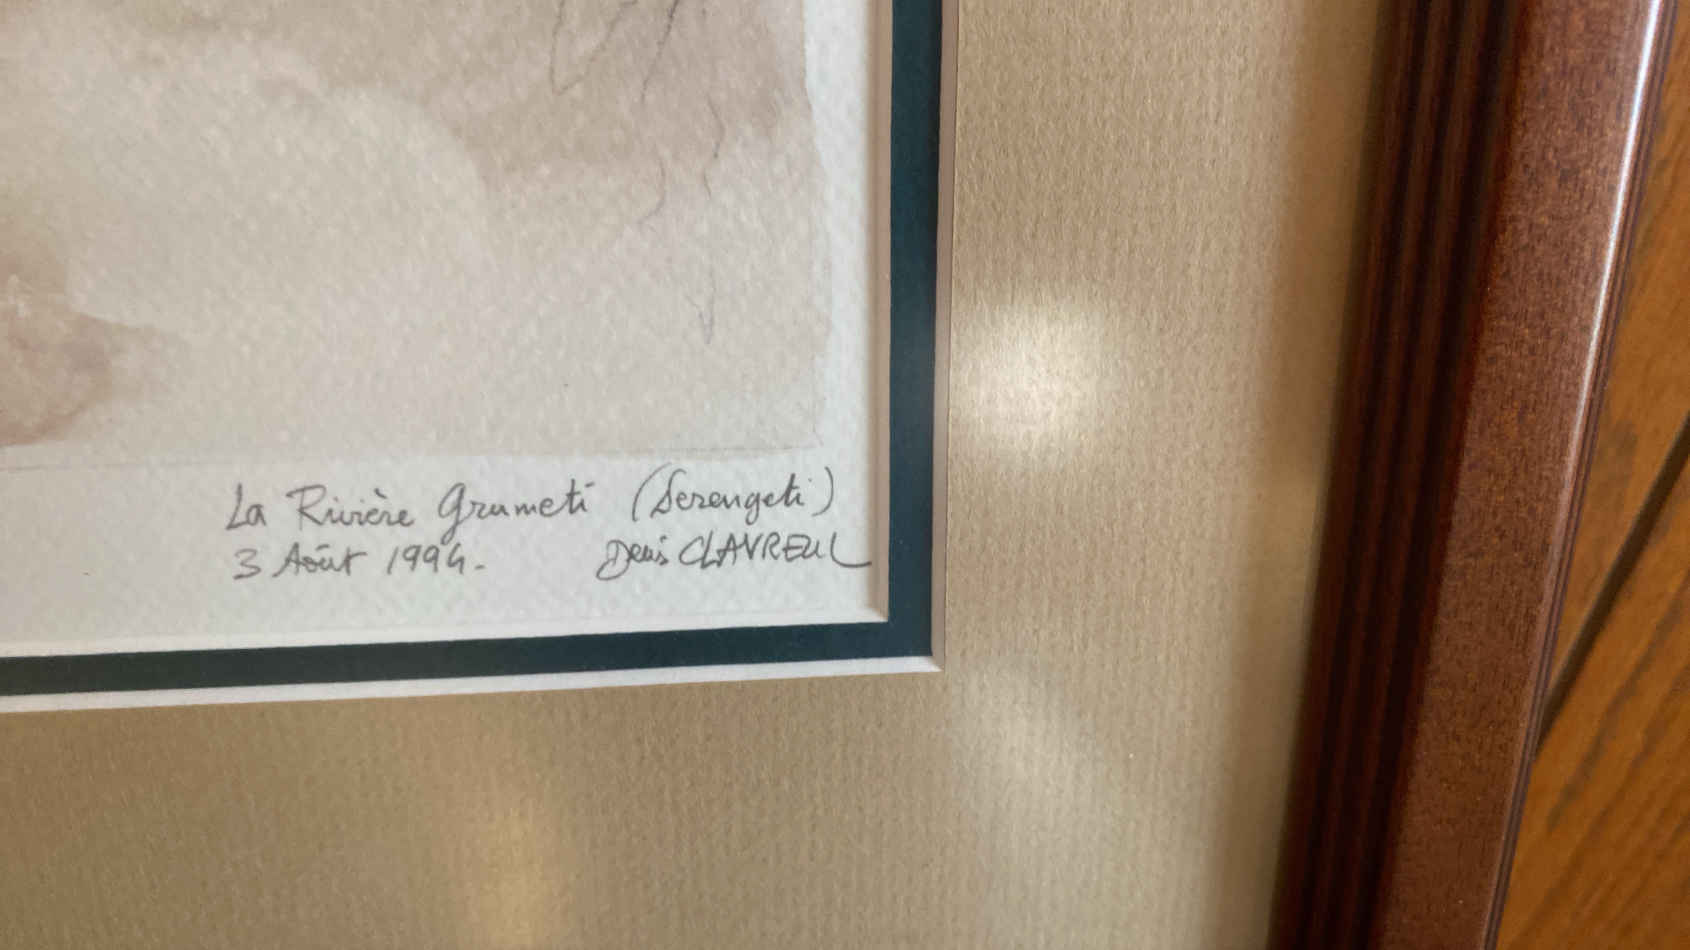 La Rivière Grumeti (Serengeti)
3 Août 1994. Denis CLAVREUL